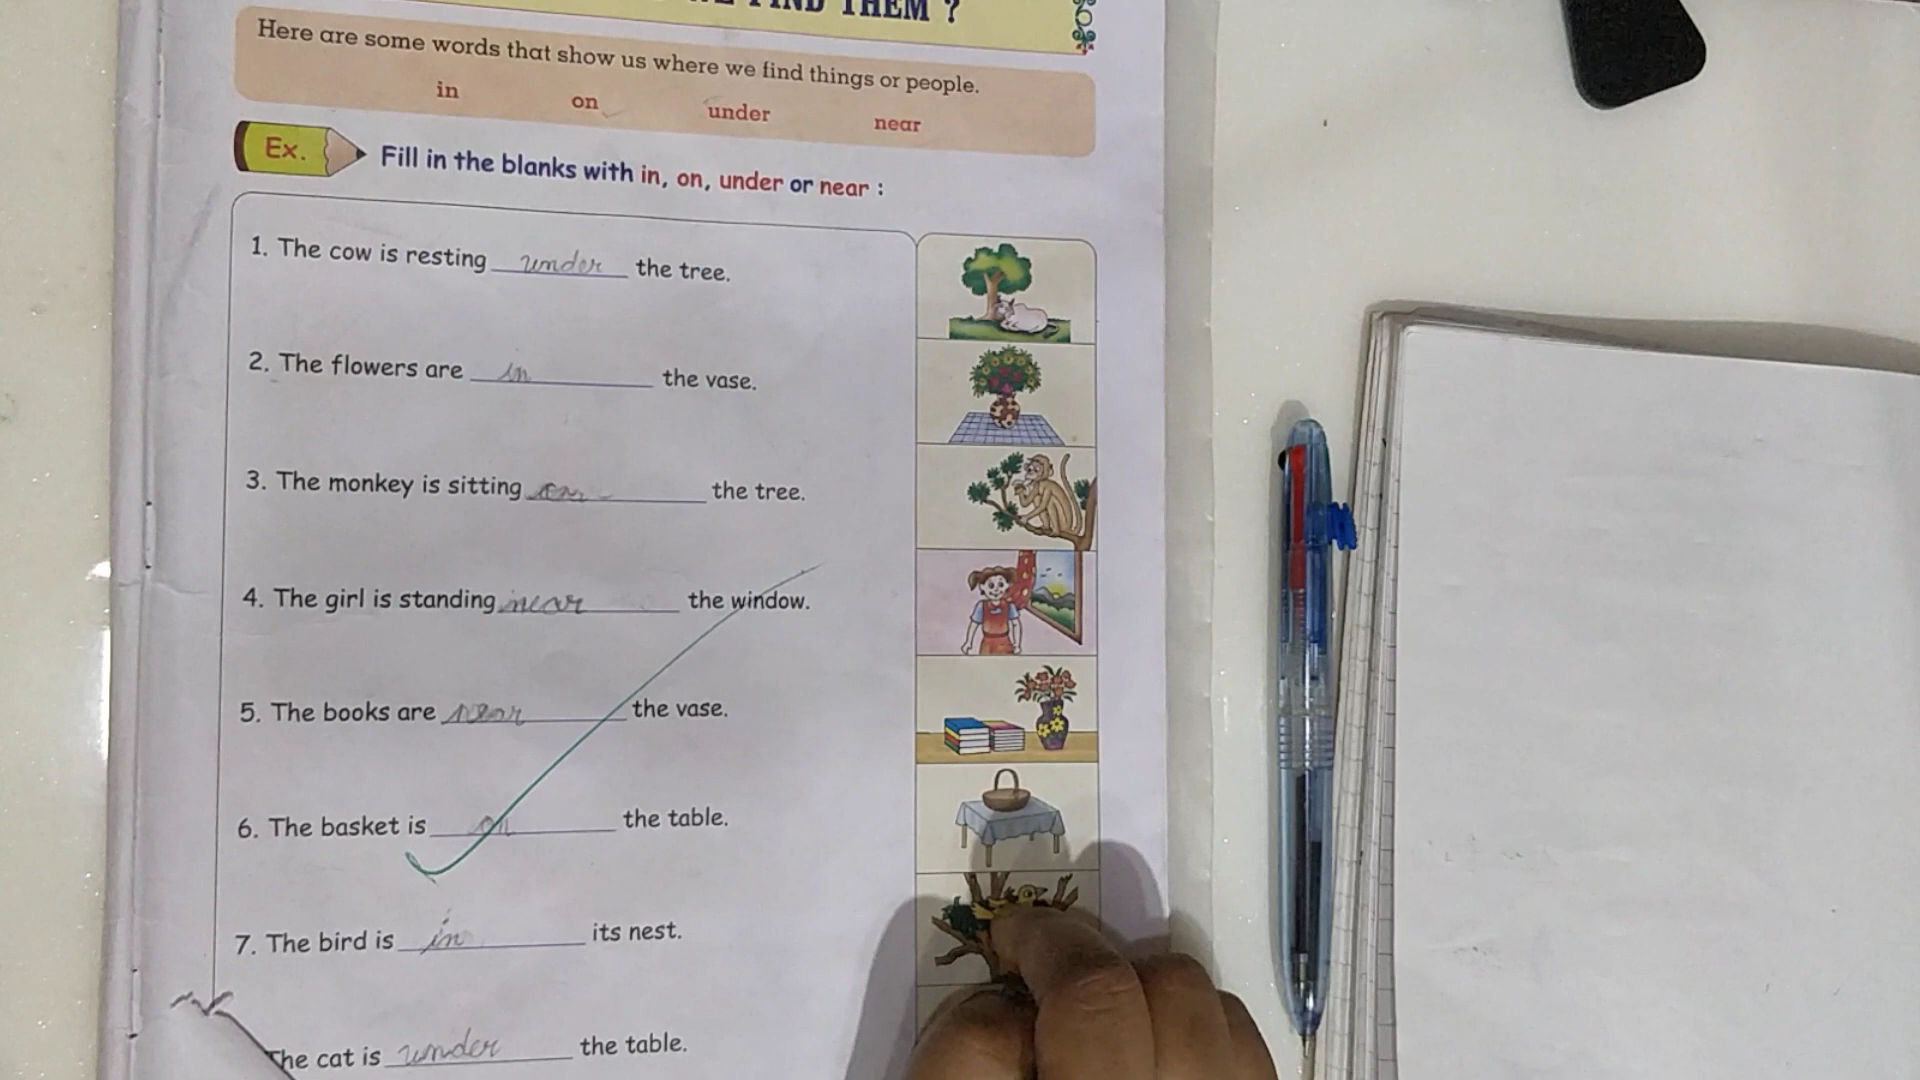 FIND THEM ?
Here are some words that show us where we find things or people.
in on under near
Ex. Fill in the blanks with in, on, under or near :
1. The cow is resting under the tree.
2. The flowers are in the vase.
3. The monkey is sitting on the tree.
4. The girl is standing near the window.
5. The books are near the vase.
6. The basket is on the table.
7. The bird is in its nest.
The cat is under the table.